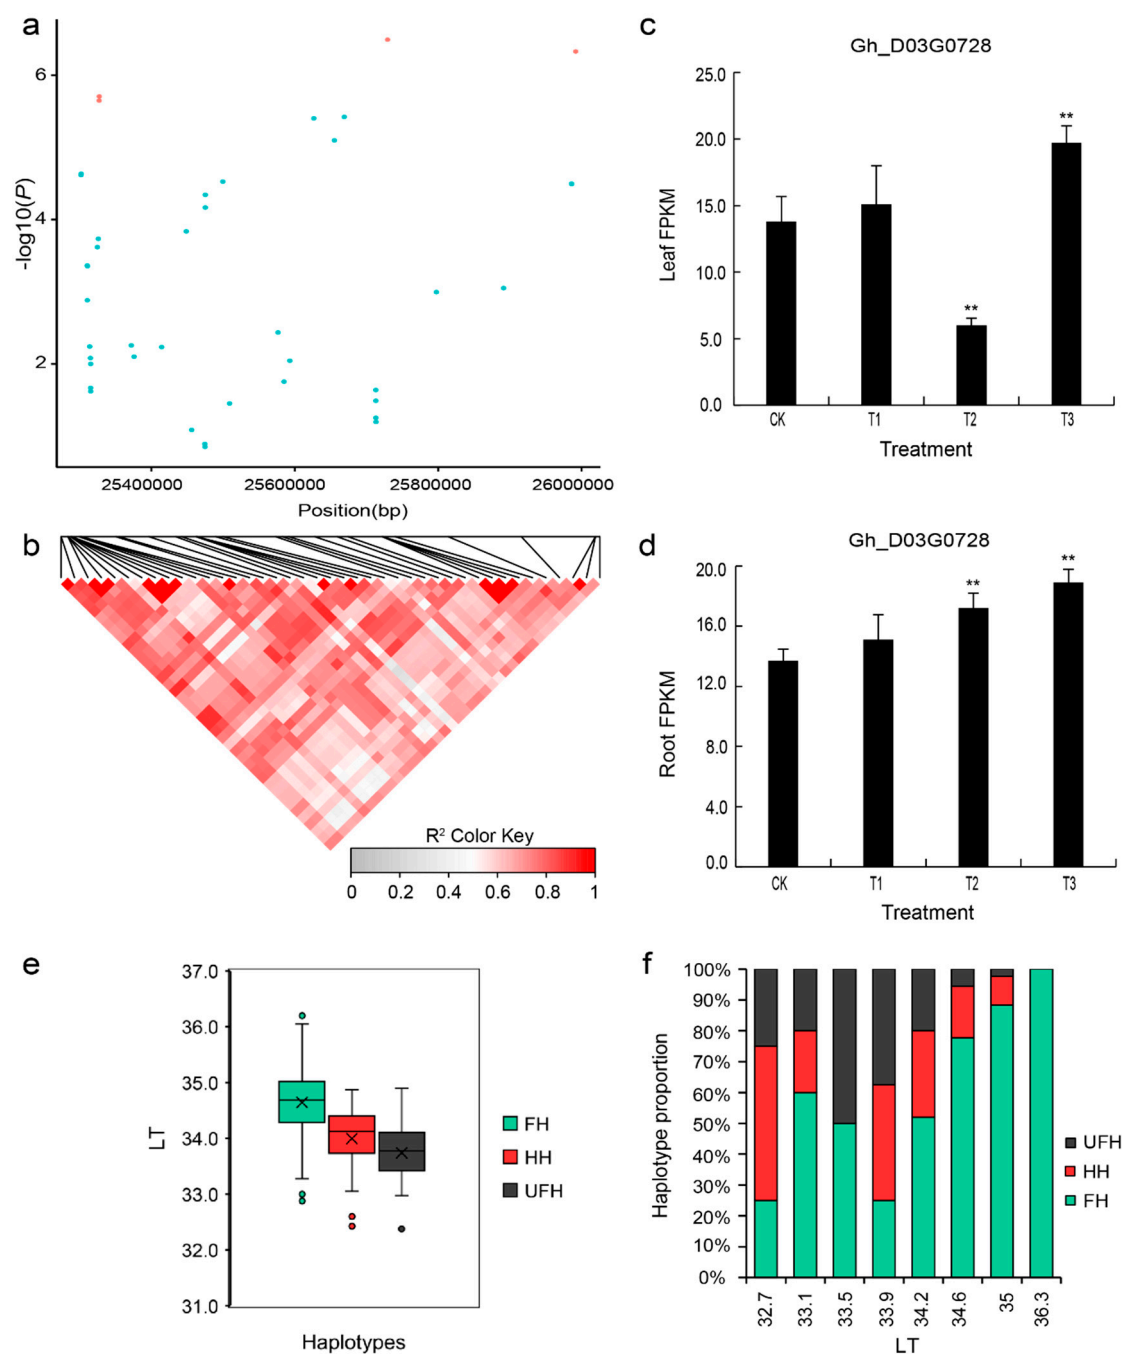 a
-log10(P)
6
4
2
25400000 25600000 25800000 26000000
Position(bp)
b
R² Color Key
0 0.2 0.4 0.6 0.8 1
c
Gh_D03G0728
Leaf FPKM
25.0
20.0
15.0
10.0
5.0
0.0
**
**
CK T1 T2 T3
Treatment
d
Gh_D03G0728
Root FPKM
20.0
16.0
12.0
8.0
4.0
0.0
**
**
CK T1 T2 T3
Treatment
e
LT
37.0
36.0
35.0
34.0
33.0
32.0
31.0
Haplotypes
FH
HH
UFH
f
Haplotype proportion
100%
90%
80%
70%
60%
50%
40%
30%
20%
10%
0%
32.7 33.1 33.5 33.9 34.2 34.6 35 36.3
LT
UFH
HH
FH